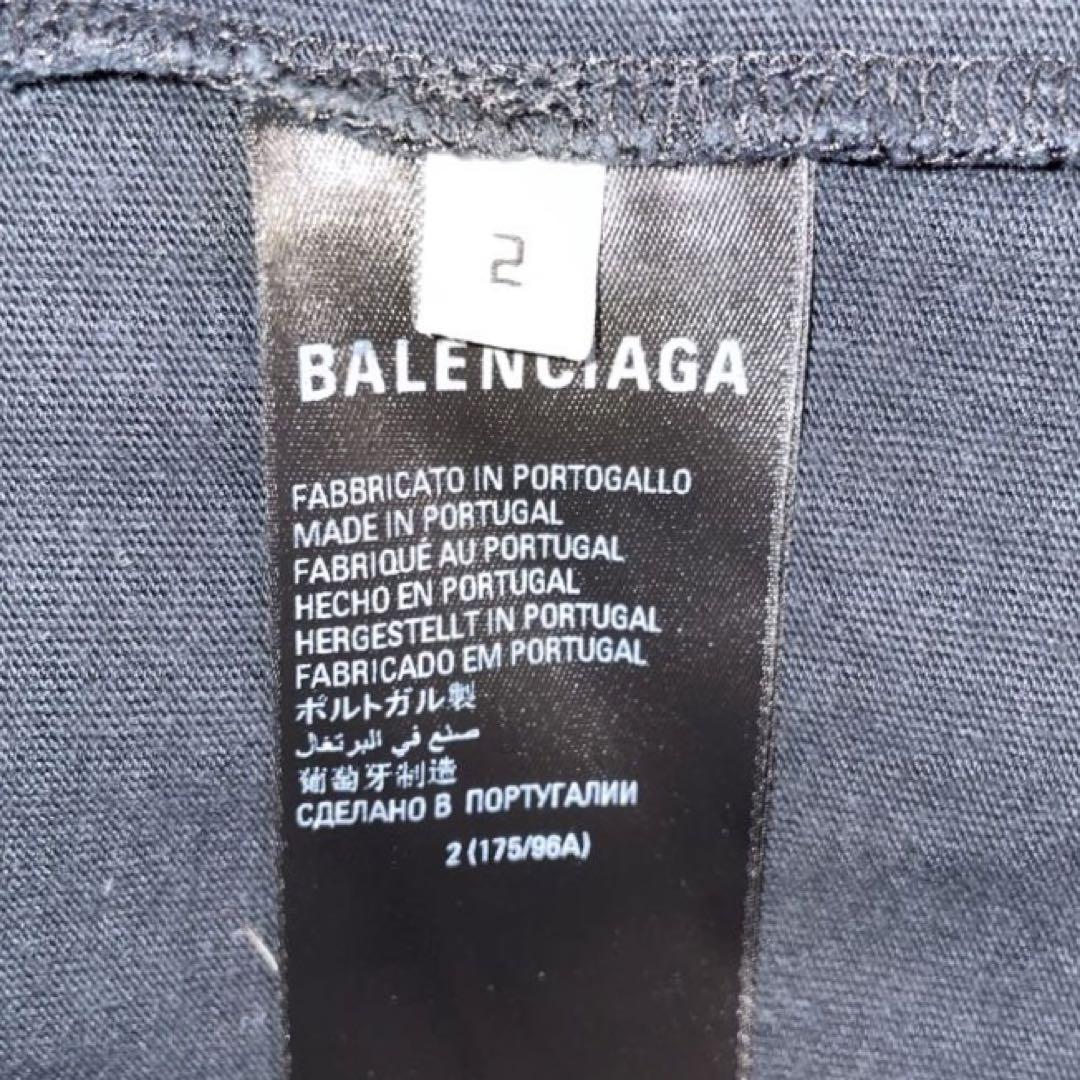 2
BALENCIAGA
FABBRICATO IN PORTOGALLO
MADE IN PORTUGAL
FABRIQUÉ AU PORTUGAL
HECHO EN PORTUGAL
HERGESTELLT IN PORTUGAL
FABRICADO EM PORTUGAL
ポルトガル製
صنع في البرتغال
葡萄牙制造
СДЕЛАНО В ПОРТУГАЛИИ
2 (175/96A)